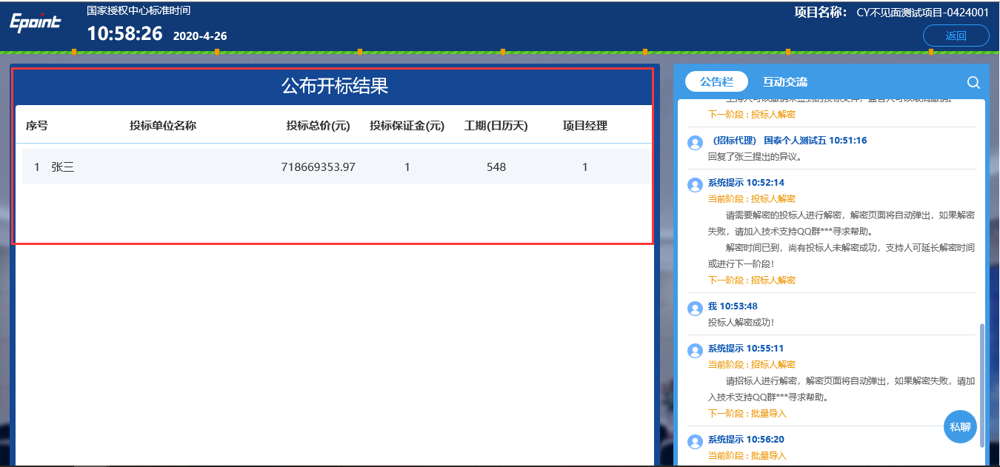 Epoint
国家授权中心标准时间
10:58:26 2020-4-26
项目名称： CY不见面测试项目-0424001
返回
公布开标结果
序号 投标单位名称 投标总价(元) 投标保证金(元) 工期(日历天) 项目经理
1 张三 718669353.97 1 548 1
公告栏 互动交流
下一阶段 : 投标人解密
（招标代理） 国泰个人测试五 10:51:16
回复了张三提出的异议。
系统提示 10:52:14
当前阶段 : 投标人解密
请需要解密的投标人进行解密，解密页面将自动弹出，如果解密
失败，请加入技术支持QQ群***寻求帮助。
解密时间已到，尚有投标人未解密成功，支持人可延长解密时间
或进行下一阶段！
下一阶段 : 招标人解密
我 10:53:48
投标人解密成功！
系统提示 10:55:11
当前阶段 : 招标人解密
请招标人进行解密，解密页面将自动弹出，如果解密失败，请加
入技术支持QQ群***寻求帮助。
下一阶段 : 批量导入
私聊
系统提示 10:56:20
当前阶段 : 批量导入